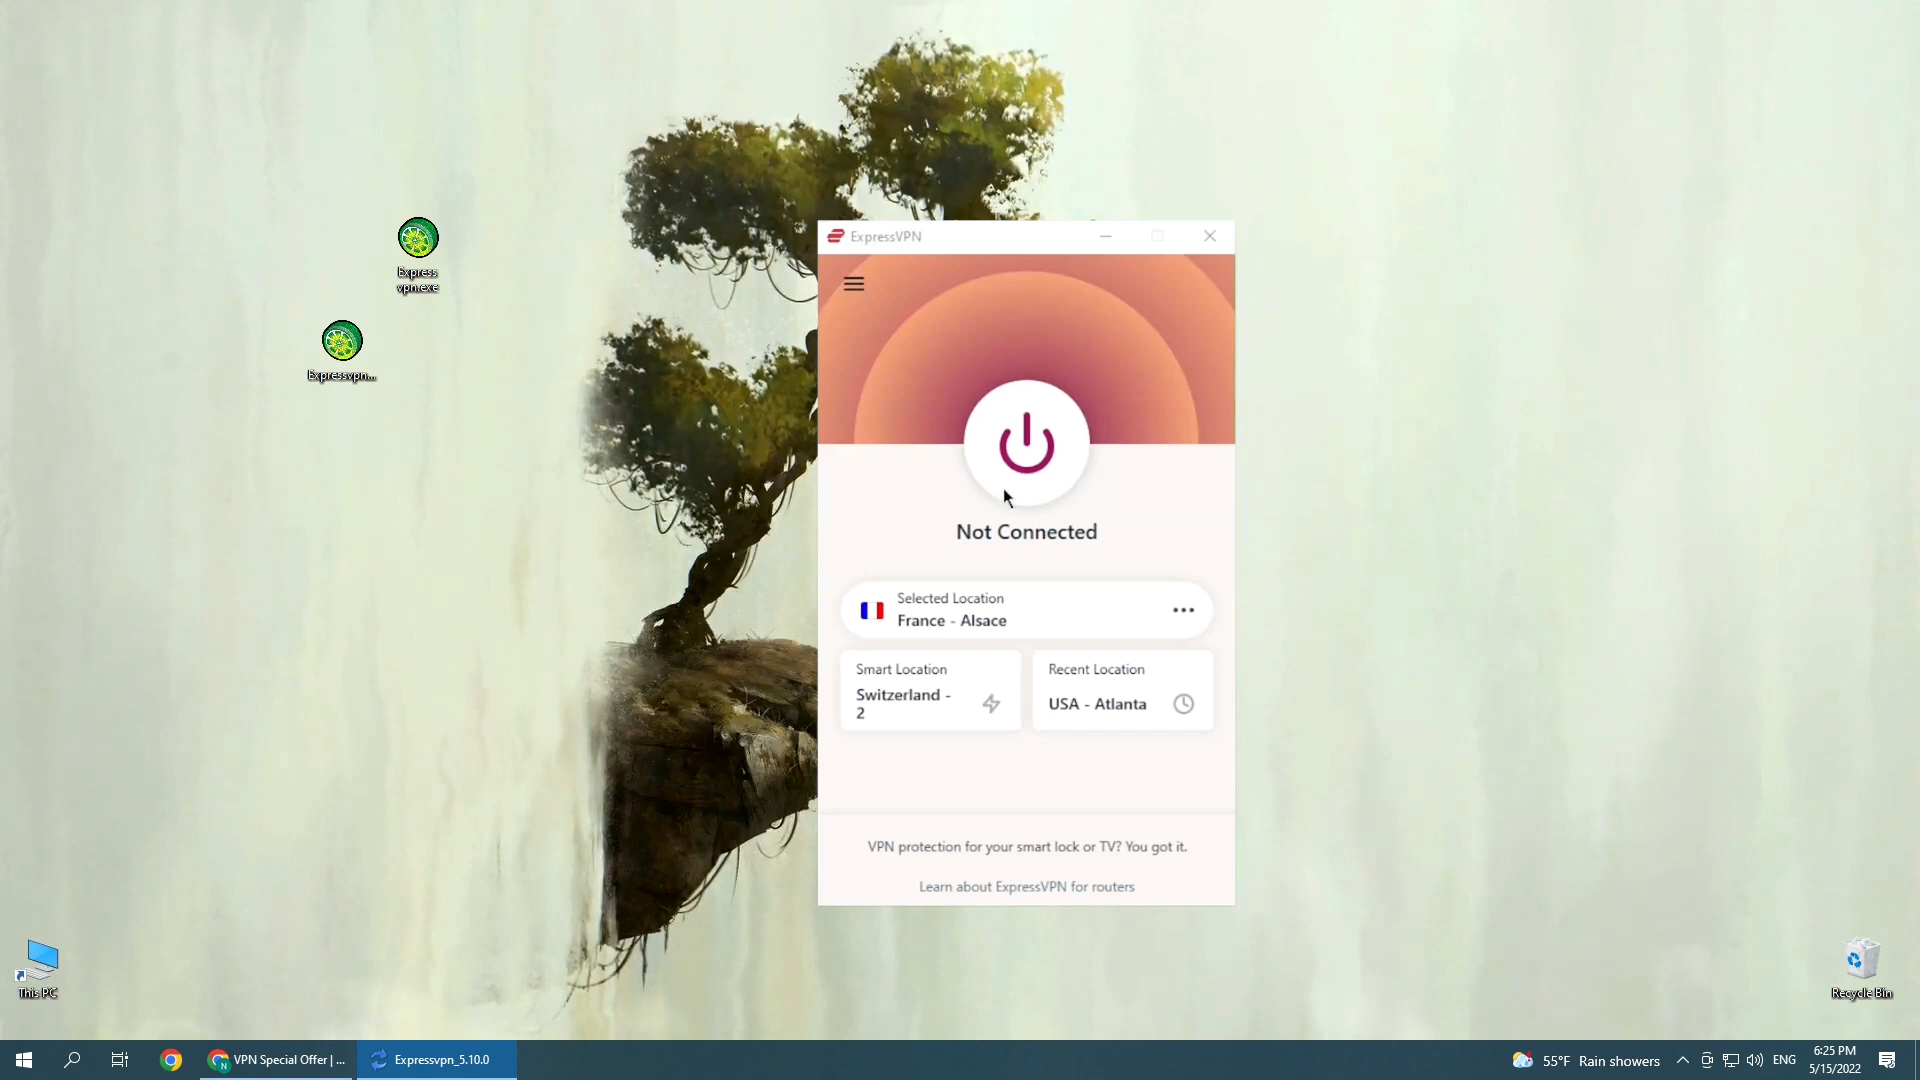 Express
vpn.exe
Expressvpn...
ExpressVPN
Not Connected
Selected Location
France - Alsace
Smart Location
Switzerland -
2
Recent Location
USA - Atlanta
VPN protection for your smart lock or TV? You got it.
Learn about ExpressVPN for routers
This PC
Recycle Bin
VPN Special Offer | ...
Expressvpn_5.10.0
55°F Rain showers
ENG
6:25 PM
5/15/2022